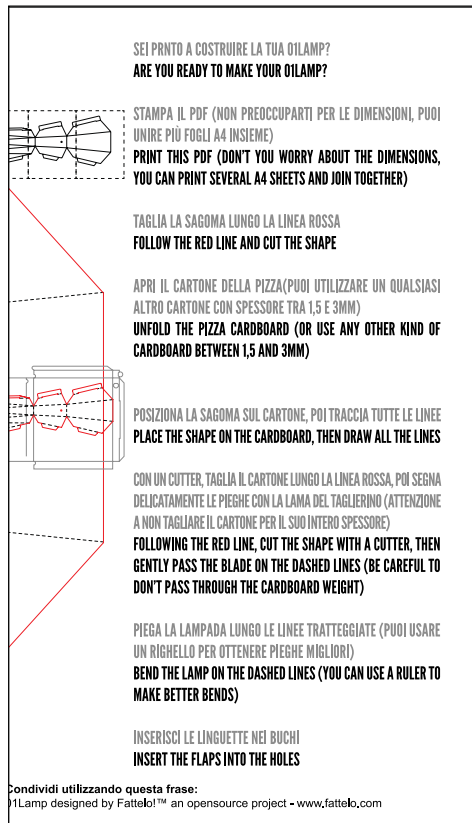 SEI PRNTO A COSTRUIRE LA TUA 01LAMP?
ARE YOU READY TO MAKE YOUR 01LAMP?
STAMPA IL PDF (NON PREOCCUPARTI PER LE DIMENSIONI, PUOI
UNIRE PIÙ FOGLI A4 INSIEME)
PRINT THIS PDF (DON'T YOU WORRY ABOUT THE DIMENSIONS,
YOU CAN PRINT SEVERAL A4 SHEETS AND JOIN TOGETHER)
TAGLIA LA SAGOMA LUNGO LA LINEA ROSSA
FOLLOW THE RED LINE AND CUT THE SHAPE
APRI IL CARTONE DELLA PIZZA(PUOI UTILIZZARE UN QUALSIASI
ALTRO CARTONE CON SPESSORE TRA 1,5 E 3MM)
UNFOLD THE PIZZA CARDBOARD (OR USE ANY OTHER KIND OF
CARDBOARD BETWEEN 1,5 AND 3MM)
POSIZIONA LA SAGOMA SUL CARTONE, POI TRACCIA TUTTE LE LINEE
PLACE THE SHAPE ON THE CARDBOARD, THEN DRAW ALL THE LINES
CON UN CUTTER, TAGLIA IL CARTONE LUNGO LA LINEA ROSSA, POI SEGNA
DELICATAMENTE LE PIEGHE CON LA LAMA DEL TAGLIERINO (ATTENZIONE
A NON TAGLIARE IL CARTONE PER IL SUO INTERO SPESSORE)
FOLLOWING THE RED LINE, CUT THE SHAPE WITH A CUTTER, THEN
GENTLY PASS THE BLADE ON THE DASHED LINES (BE CAREFUL TO
DON'T PASS THROUGH THE CARDBOARD WEIGHT)
PIEGA LA LAMPADA LUNGO LE LINEE TRATTEGGIATE (PUOI USARE
UN RIGHELLO PER OTTENERE PIEGHE MIGLIORI)
BEND THE LAMP ON THE DASHED LINES (YOU CAN USE A RULER TO
MAKE BETTER BENDS)
INSERISCI LE LINGUETTE NEI BUCHI
INSERT THE FLAPS INTO THE HOLES
Condividi utilizzando questa frase:
01Lamp designed by Fattelo!™ an opensource project - www.fattelo.com